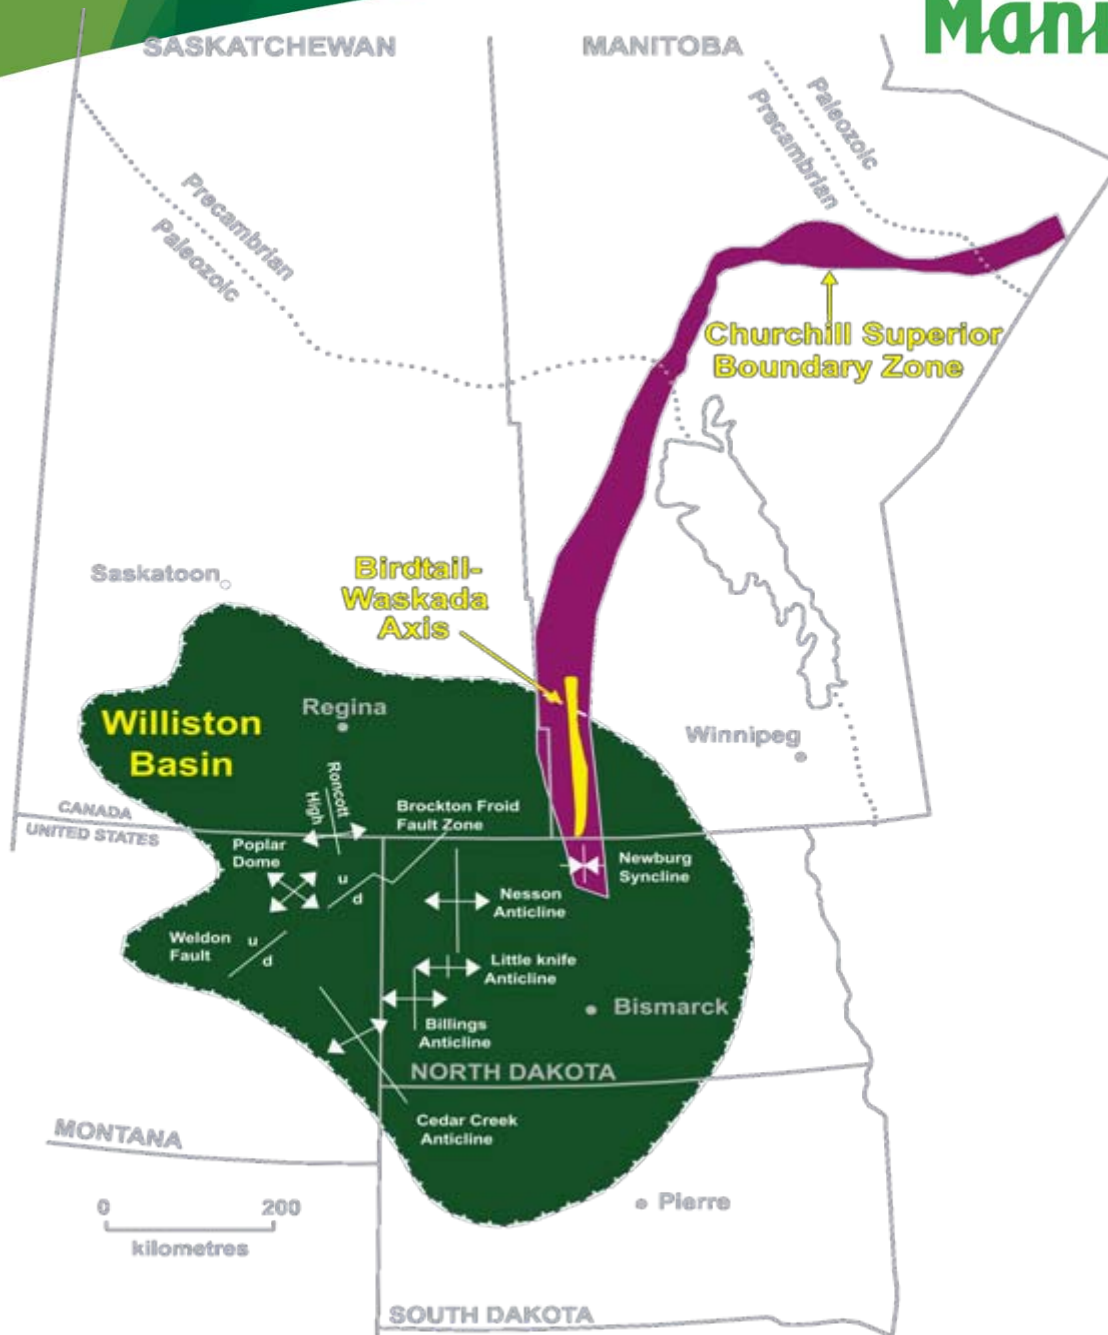 SASKATCHEWAN
MANITOBA
Precambrian
Paleozoic
Paleozoic
Precambrian
Churchill Superior
Boundary Zone
Birdtail-
Waskada
Axis
Saskatoon
Williston
Basin
Regina
Winnipeg
Roncott
High
CANADA
UNITED STATES
Brockton Froid
Fault Zone
Poplar
Dome
u
d
Newburg
Syncline
Nesson
Anticline
Weldon
Fault
u
d
Little knife
Anticline
Billings
Anticline
Bismarck
NORTH DAKOTA
Cedar Creek
Anticline
MONTANA
0 200
kilometres
Pierre
SOUTH DAKOTA